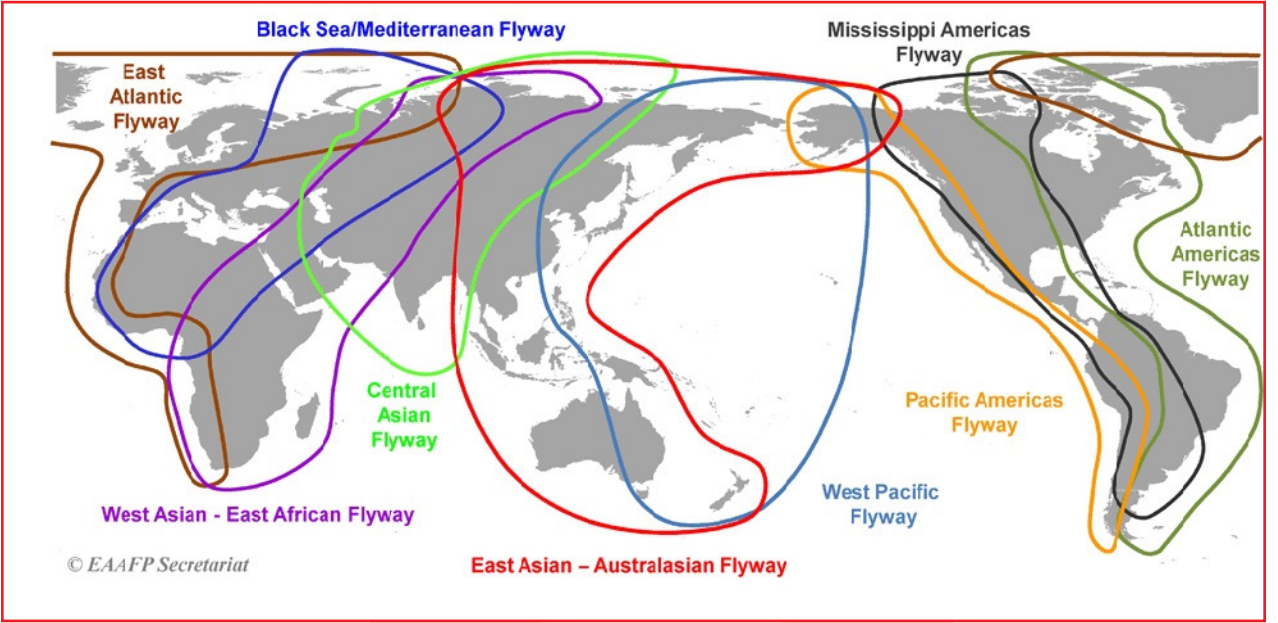 Black Sea/Mediterranean Flyway
Mississippi Americas
Flyway
East
Atlantic
Flyway
Atlantic
Americas
Flyway
Central
Asian
Flyway
Pacific Americas
Flyway
West Asian - East African Flyway
West Pacific
Flyway
© EAAFP Secretariat
East Asian – Australasian Flyway